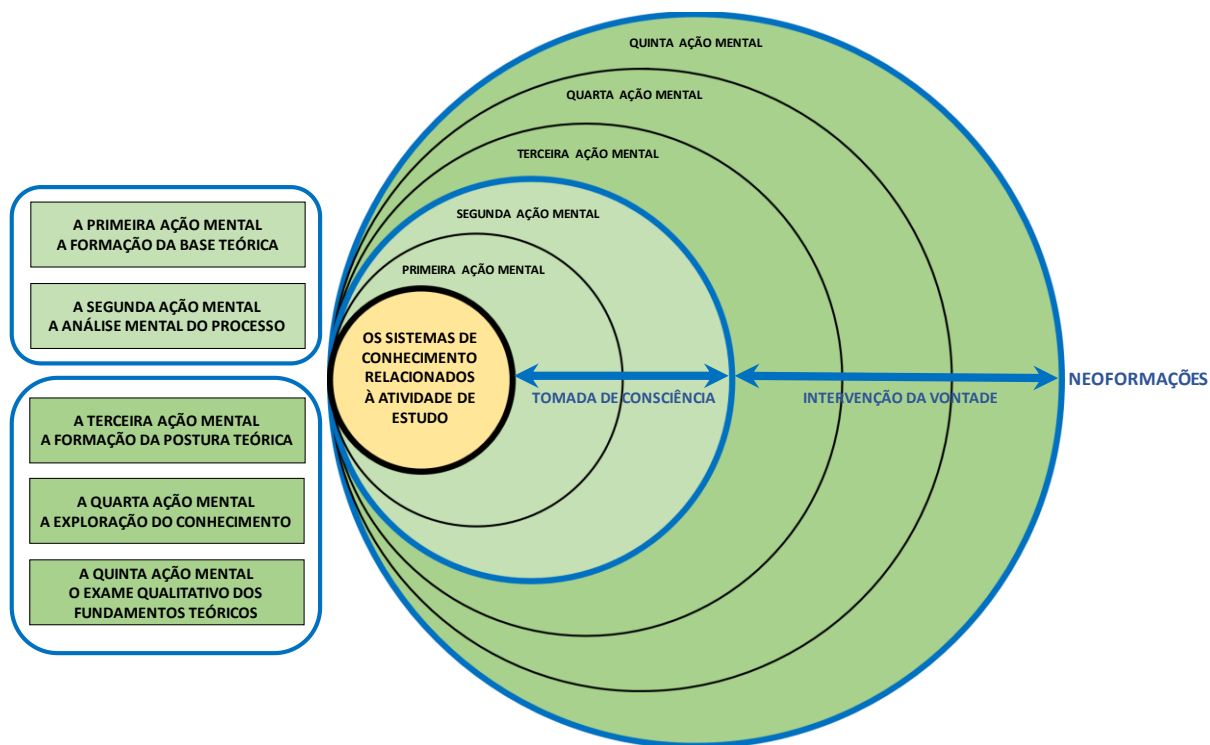 QUINTA AÇÃO MENTAL
QUARTA AÇÃO MENTAL
TERCEIRA AÇÃO MENTAL
SEGUNDA AÇÃO MENTAL
PRIMEIRA AÇÃO MENTAL
A PRIMEIRA AÇÃO MENTAL
A FORMAÇÃO DA BASE TEÓRICA
A SEGUNDA AÇÃO MENTAL
A ANÁLISE MENTAL DO PROCESSO
A TERCEIRA AÇÃO MENTAL
A FORMAÇÃO DA POSTURA TEÓRICA
A QUARTA AÇÃO MENTAL
A EXPLORAÇÃO DO CONHECIMENTO
A QUINTA AÇÃO MENTAL
O EXAME QUALITATIVO DOS
FUNDAMENTOS TEÓRICOS
OS SISTEMAS DE
CONHECIMENTO
RELACIONADOS
À ATIVIDADE DE
ESTUDO
TOMADA DE CONSCIÊNCIA
INTERVENÇÃO DA VONTADE
NEOFORMAÇÕES